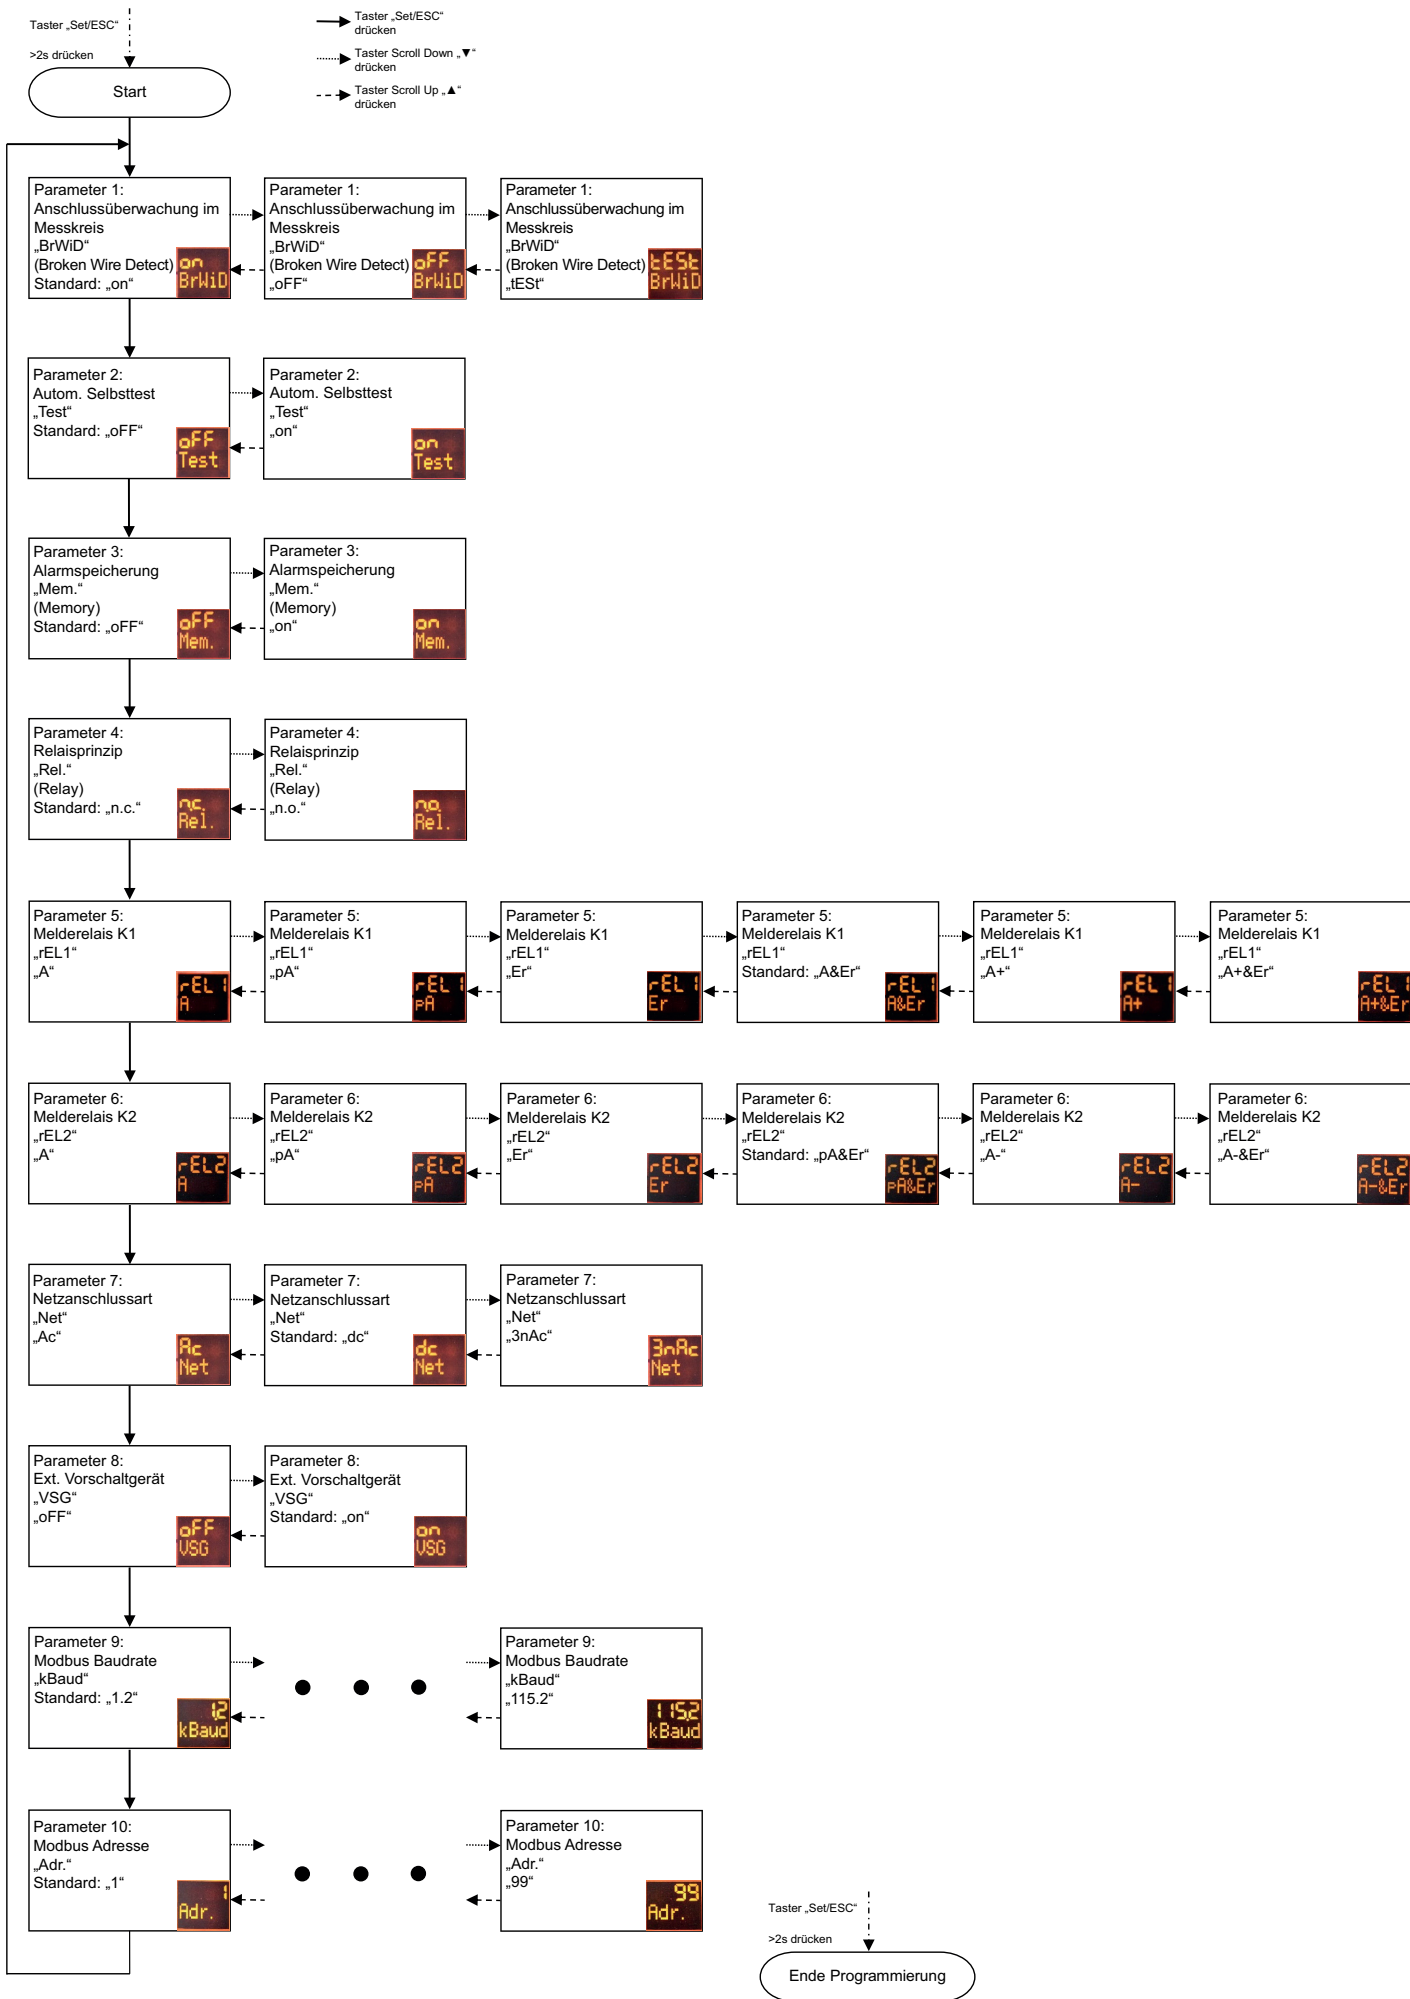 Taster „Set/ESC“
>2s drücken
Start
Taster „Set/ESC“
drücken
Taster Scroll Down „▼“
drücken
Taster Scroll Up „▲“
drücken
Parameter 1:
Anschlussüberwachung im
Messkreis
„BrWiD“
(Broken Wire Detect)
Standard: „on“
on
BrWiD
Parameter 1:
Anschlussüberwachung im
Messkreis
„BrWiD“
(Broken Wire Detect)
„oFF“
oFF
BrWiD
Parameter 1:
Anschlussüberwachung im
Messkreis
„BrWiD“
(Broken Wire Detect)
„tESt“
tESt
BrWiD
Parameter 2:
Autom. Selbsttest
„Test“
Standard: „oFF“
oFF
Test
Parameter 2:
Autom. Selbsttest
„Test“
„on“
on
Test
Parameter 3:
Alarmspeicherung
„Mem.“
(Memory)
Standard: „oFF“
oFF
Mem.
Parameter 3:
Alarmspeicherung
„Mem.“
(Memory)
„on“
on
Mem.
Parameter 4:
Relaisprinzip
„Rel.“
(Relay)
Standard: „n.c.“
n.c.
Rel.
Parameter 4:
Relaisprinzip
„Rel.“
(Relay)
„n.o.“
n.o.
Rel.
Parameter 5:
Melderelais K1
„rEL1“
„A“
rEL1
A
Parameter 5:
Melderelais K1
„rEL1“
„pA“
rEL1
pA
Parameter 5:
Melderelais K1
„rEL1“
„Er“
rEL1
Er
Parameter 5:
Melderelais K1
„rEL1“
Standard: „A&Er“
rEL1
A&Er
Parameter 5:
Melderelais K1
„rEL1“
„A+“
rEL1
A+
Parameter 5:
Melderelais K1
„rEL1“
„A+&Er“
rEL1
A+&Er
Parameter 6:
Melderelais K2
„rEL2“
„A“
rEL2
A
Parameter 6:
Melderelais K2
„rEL2“
„pA“
rEL2
pA
Parameter 6:
Melderelais K2
„rEL2“
„Er“
rEL2
Er
Parameter 6:
Melderelais K2
„rEL2“
Standard: „pA&Er“
rEL2
pA&Er
Parameter 6:
Melderelais K2
„rEL2“
„A-“
rEL2
A-
Parameter 6:
Melderelais K2
„rEL2“
„A-&Er“
rEL2
A-&Er
Parameter 7:
Netzanschlussart
„Net“
„Ac“
Ac
Net
Parameter 7:
Netzanschlussart
„Net“
Standard: „dc“
dc
Net
Parameter 7:
Netzanschlussart
„Net“
„3nAc“
3nAc
Net
Parameter 8:
Ext. Vorschaltgerät
„VSG“
„oFF“
oFF
VSG
Parameter 8:
Ext. Vorschaltgerät
„VSG“
Standard: „on“
on
VSG
Parameter 9:
Modbus Baudrate
„kBaud“
Standard: „1.2“
1.2
kBaud
Parameter 9:
Modbus Baudrate
„kBaud“
„115.2“
115.2
kBaud
Parameter 10:
Modbus Adresse
„Adr.“
Standard: „1“
1
Adr.
Parameter 10:
Modbus Adresse
„Adr.“
„99“
99
Adr.
Taster „Set/ESC“
>2s drücken
Ende Programmierung